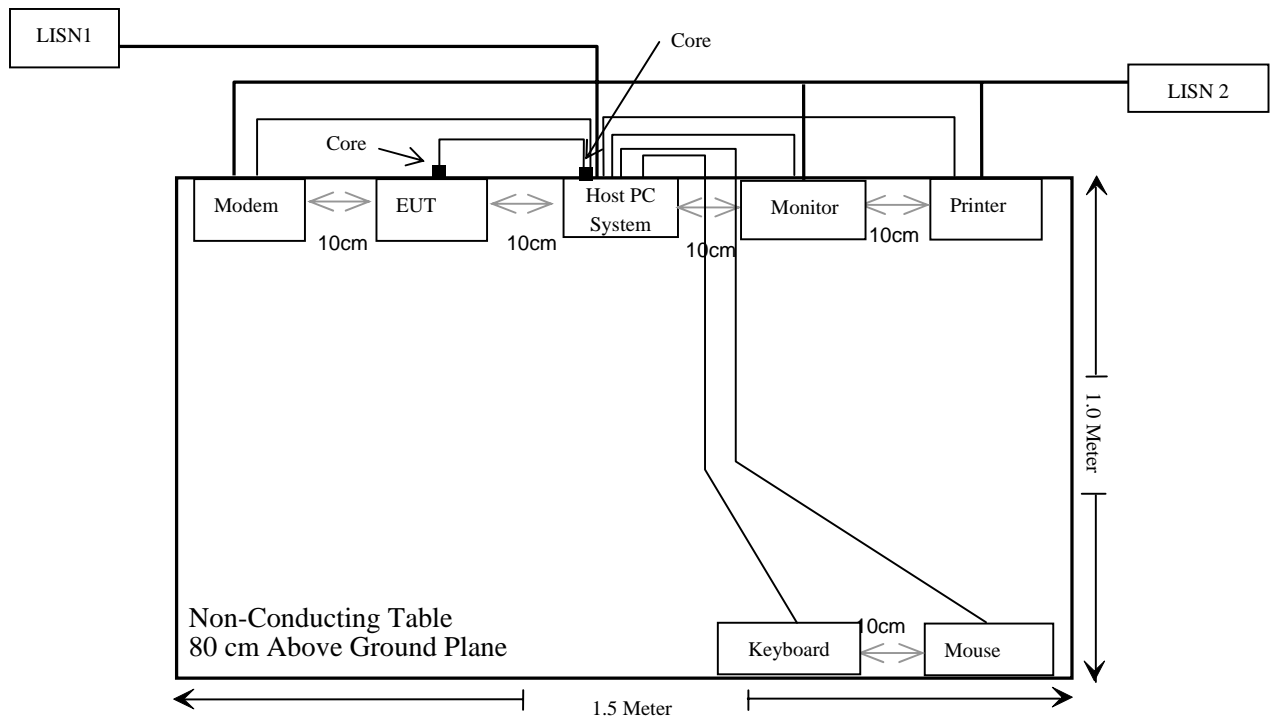 LISN1
Core
LISN 2
Core
Modem
EUT
Host PC
System
Monitor
Printer
10cm
10cm
10cm
10cm
1.0 Meter
Non-Conducting Table
80 cm Above Ground Plane
10cm
Keyboard
Mouse
1.5 Meter